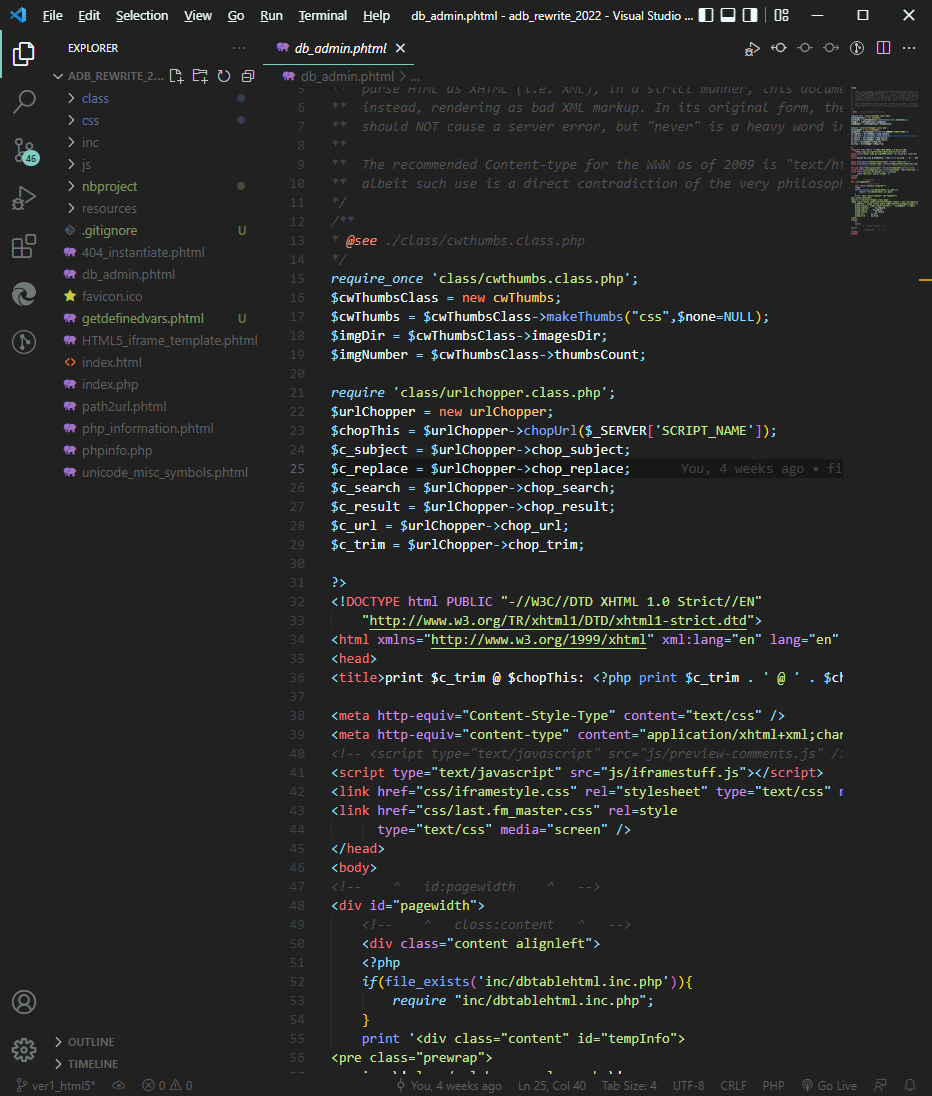 File Edit Selection View Go Run Terminal Help db_admin.phtml - adb_rewrite_2022 - Visual Studio ...
EXPLORER
ADB_REWRITE_2...
class
css
inc
js
nbproject
resources
.gitignore U
404_instantiate.phtml
db_admin.phtml
favicon.ico
getdefinedvars.phtml U
HTML5_iframe_template.phtml
index.html
index.php
path2url.phtml
php_information.phtml
phpinfo.php
unicode_misc_symbols.phtml
OUTLINE
TIMELINE
46
db_admin.phtml
db_admin.phtml > ...
5 ** parse HTML as XHTML (i.e. XML), in a strict manner, this docume
6 ** instead, rendering as bad XML markup. In its original form, the
7 ** should NOT cause a server error, but "never" is a heavy word in
8 **
9 ** The recommended Content-type for the WWW as of 2009 is "text/ht
10 ** albeit such use is a direct contradiction of the very philosoph
11 */
12 /**
13 * @see ./class/cwthumbs.class.php
14 */
15 require_once 'class/cwthumbs.class.php';
16 $cwThumbsClass = new cwThumbs;
17 $cwThumbs = $cwThumbsClass->makeThumbs("css",$none=NULL);
18 $imgDir = $cwThumbsClass->imagesDir;
19 $imgNumber = $cwThumbsClass->thumbsCount;
20
21 require 'class/urlchopper.class.php';
22 $urlChopper = new urlChopper;
23 $chopThis = $urlChopper->chopUrl($_SERVER['SCRIPT_NAME']);
24 $c_subject = $urlChopper->chop_subject;
25 $c_replace = $urlChopper->chop_replace; You, 4 weeks ago • fi
26 $c_search = $urlChopper->chop_search;
27 $c_result = $urlChopper->chop_result;
28 $c_url = $urlChopper->chop_url;
29 $c_trim = $urlChopper->chop_trim;
30
31 ?>
32 <!DOCTYPE html PUBLIC "-//W3C//DTD XHTML 1.0 Strict//EN"
33 "http://www.w3.org/TR/xhtml1/DTD/xhtml1-strict.dtd">
34 <html xmlns="http://www.w3.org/1999/xhtml" xml:lang="en" lang="en"
35 <head>
36 <title>print $c_trim @ $chopThis: <?php print $c_trim . ' @ ' . $ch
37
38 <meta http-equiv="Content-Style-Type" content="text/css" />
39 <meta http-equiv="content-type" content="application/xhtml+xml;char
40 <!-- <script type="text/javascript" src="js/preview-comments.js" />
41 <script type="text/javascript" src="js/iframestuff.js"></script>
42 <link href="css/iframestyle.css" rel="stylesheet" type="text/css" m
43 <link href="css/last.fm_master.css" rel=style
44 type="text/css" media="screen" />
45 </head>
46 <body>
47 <!-- ^ id:pagewidth ^ -->
48 <div id="pagewidth">
49 <!-- ^ class:content ^ -->
50 <div class="content alignleft">
51 <?php
52 if(file_exists('inc/dbtablehtml.inc.php')){
53 require "inc/dbtablehtml.inc.php";
54 }
55 print '<div class="content" id="tempInfo">
56 <pre class="prewrap">
ver1_html5* 0 0 You, 4 weeks ago Ln 25, Col 40 Tab Size: 4 UTF-8 CRLF PHP Go Live